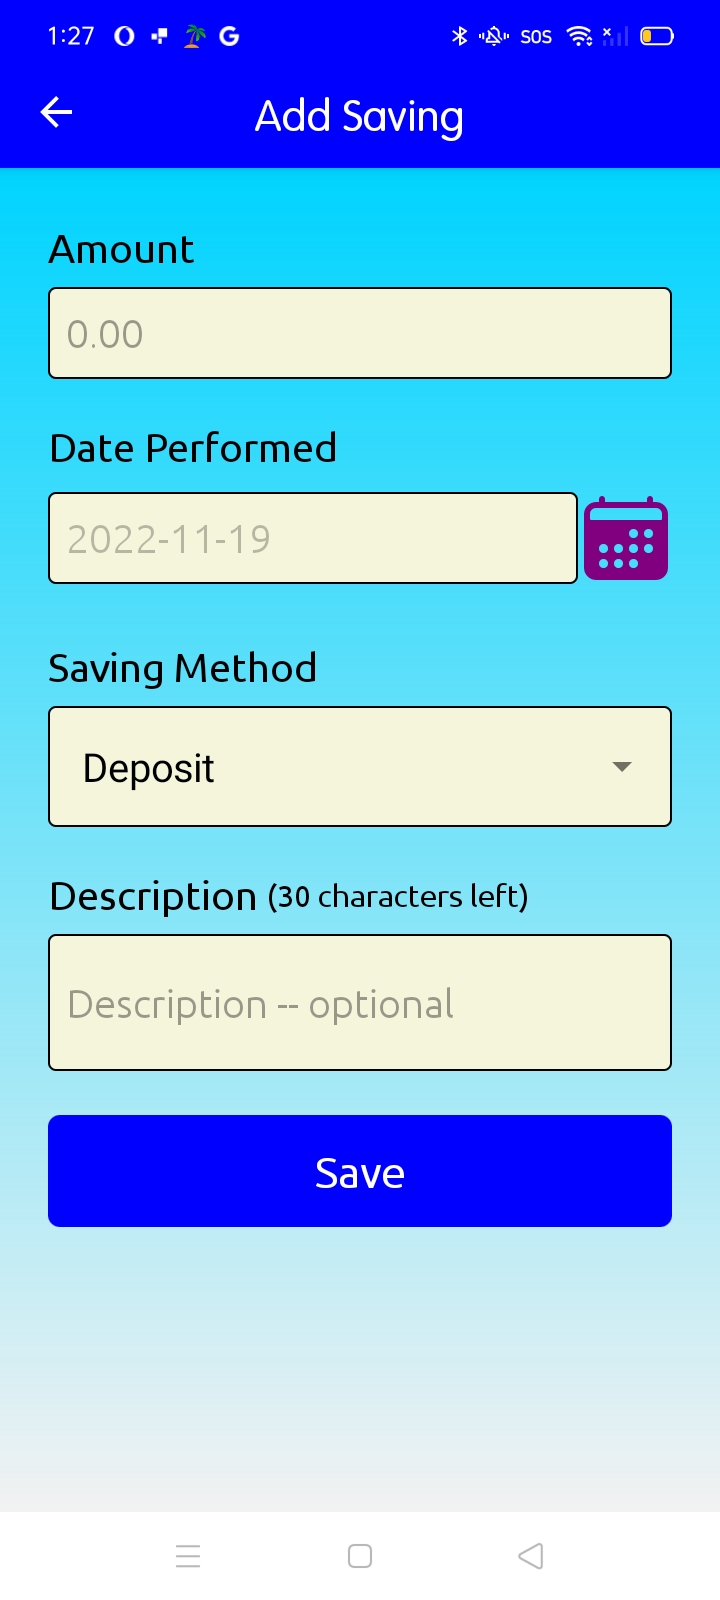 1:27 G SOS
Add Saving
Amount
0.00
Date Performed
2022-11-19
Saving Method
Deposit
Description (30 characters left)
Description -- optional
Save